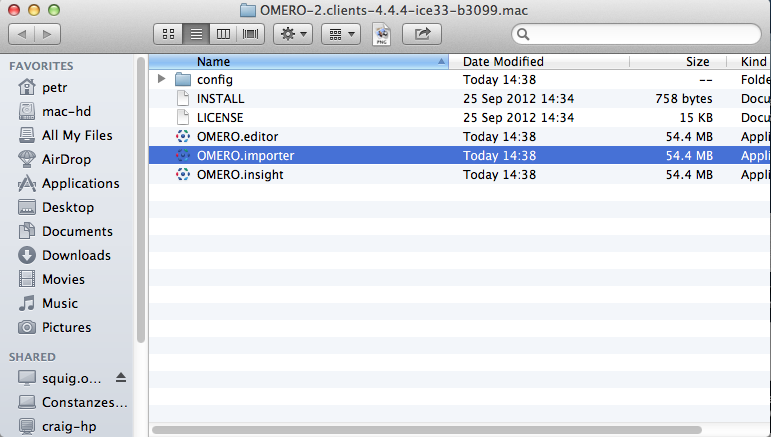 OMERO-2.clients-4.4.4-ice33-b3099.mac
PNG
FAVORITES
petr
mac-hd
All My Files
AirDrop
Applications
Desktop
Documents
Downloads
Movies
Music
Pictures
SHARED
squig.o...
Constanzes...
craig-hp
Name Date Modified Size Kind
config Today 14:38 -- Folde
INSTALL 25 Sep 2012 14:34 758 bytes Docu
LICENSE 25 Sep 2012 14:34 15 KB Docu
OMERO.editor Today 14:38 54.4 MB Appli
OMERO.importer Today 14:38 54.4 MB Appli
OMERO.insight Today 14:38 54.4 MB Appli